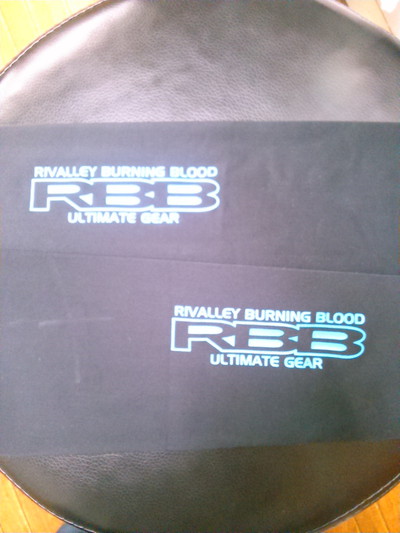 RIVALLEY BURNING BLOOD
RBB
ULTIMATE GEAR
RIVALLEY BURNING BLOOD
RBB
ULTIMATE GEAR